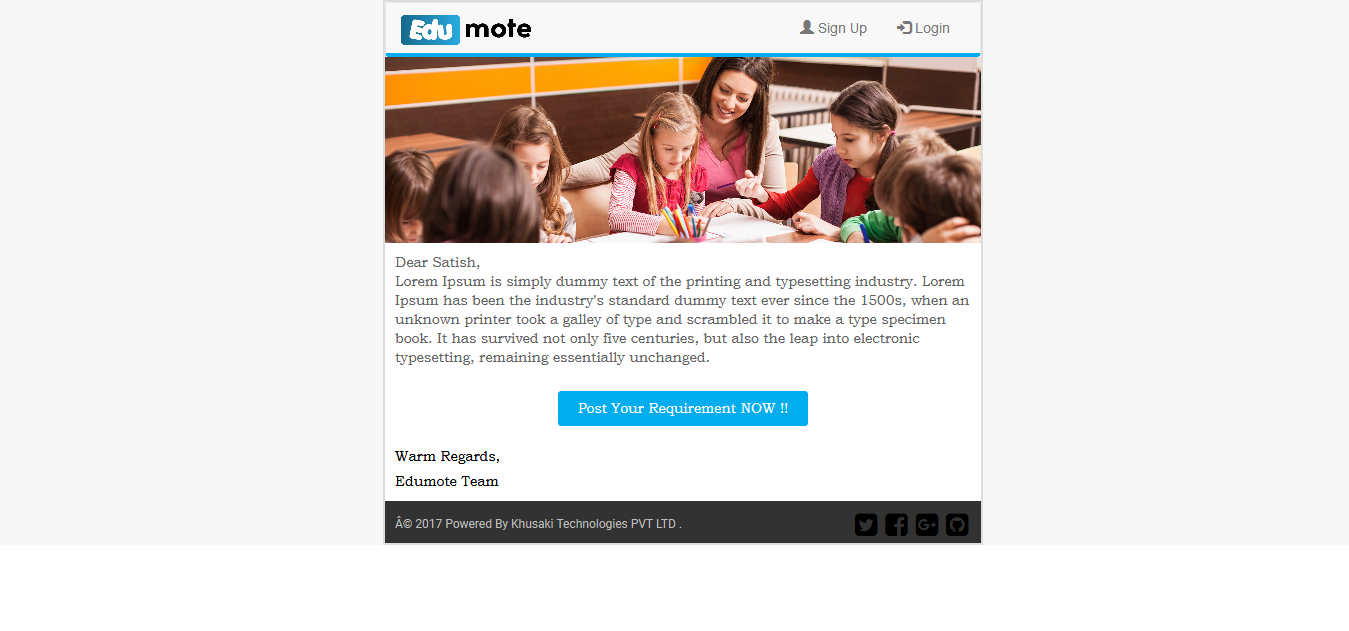 Edu mote
Sign Up
Login
Dear Satish,
Lorem Ipsum is simply dummy text of the printing and typesetting industry. Lorem
Ipsum has been the industry's standard dummy text ever since the 1500s, when an
unknown printer took a galley of type and scrambled it to make a type specimen
book. It has survived not only five centuries, but also the leap into electronic
typesetting, remaining essentially unchanged.
Post Your Requirement NOW !!
Warm Regards,
Edumote Team
© 2017 Powered By Khusaki Technologies PVT LTD .